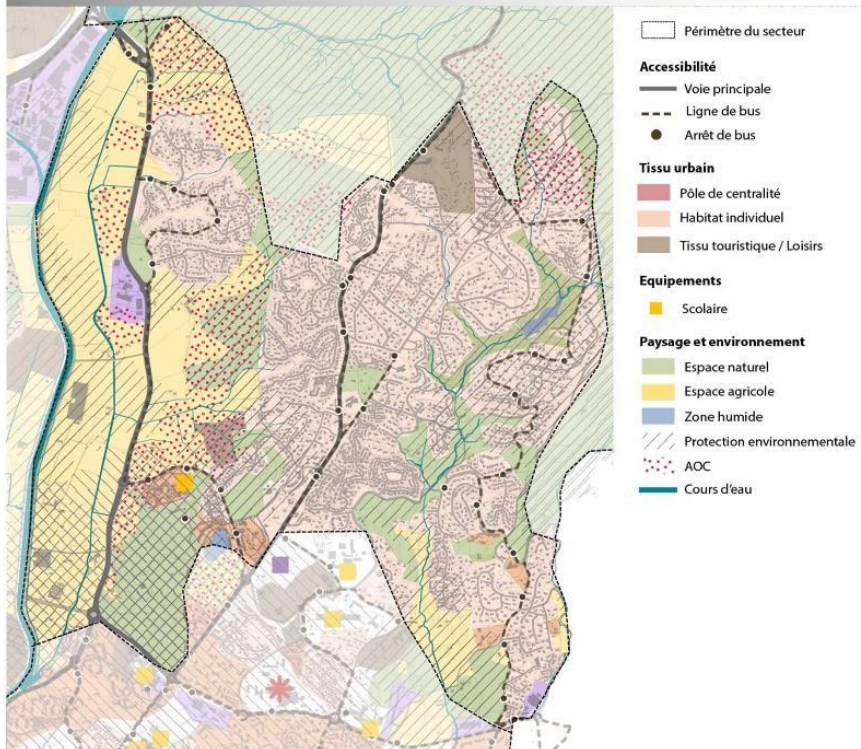 Périmètre du secteur
Accessibilité
Voie principale
Ligne de bus
Arrêt de bus
Tissu urbain
Pôle de centralité
Habitat individuel
Tissu touristique / Loisirs
Equipements
Scolaire
Paysage et environnement
Espace naturel
Espace agricole
Zone humide
Protection environnementale
AOC
Cours d'eau